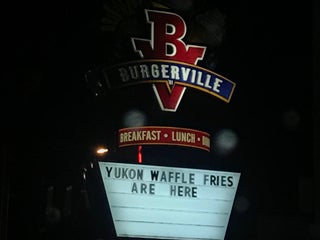 B
BURGERVILLE
BREAKFAST • LUNCH •
YUKON WAFFLE FRIES
ARE HERE